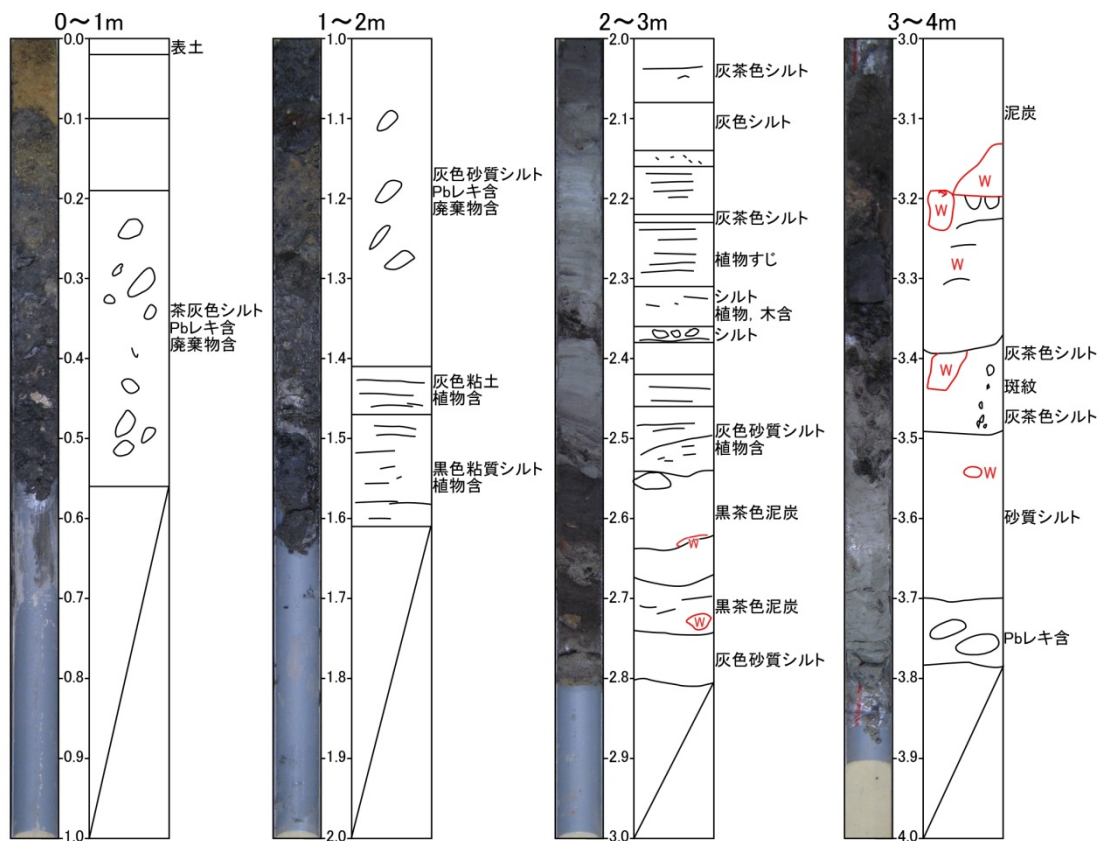 0～1m
0.0
0.1
0.2
0.3
0.4
0.5
0.6
0.7
0.8
0.9
1.0
表土
茶灰色シルト
Pbレキ含
廃棄物含
1～2m
1.0
1.1
1.2
1.3
1.4
1.5
1.6
1.7
1.8
1.9
2.0
灰色砂質シルト
Pbレキ含
廃棄物含
灰色粘土
植物含
黒色粘質シルト
植物含
2～3m
2.0
2.1
2.2
2.3
2.4
2.5
2.6
2.7
2.8
2.9
3.0
灰茶色シルト
灰色シルト
灰茶色シルト
植物すじ
シルト
植物, 木含
シルト
灰色砂質シルト
植物含
黒茶色泥炭
W
黒茶色泥炭
W
灰色砂質シルト
3～4m
3.0
3.1
3.2
3.3
3.4
3.5
3.6
3.7
3.8
3.9
4.0
泥炭
W
W
W
灰茶色シルト
W
斑紋
灰茶色シルト
W
砂質シルト
Pbレキ含